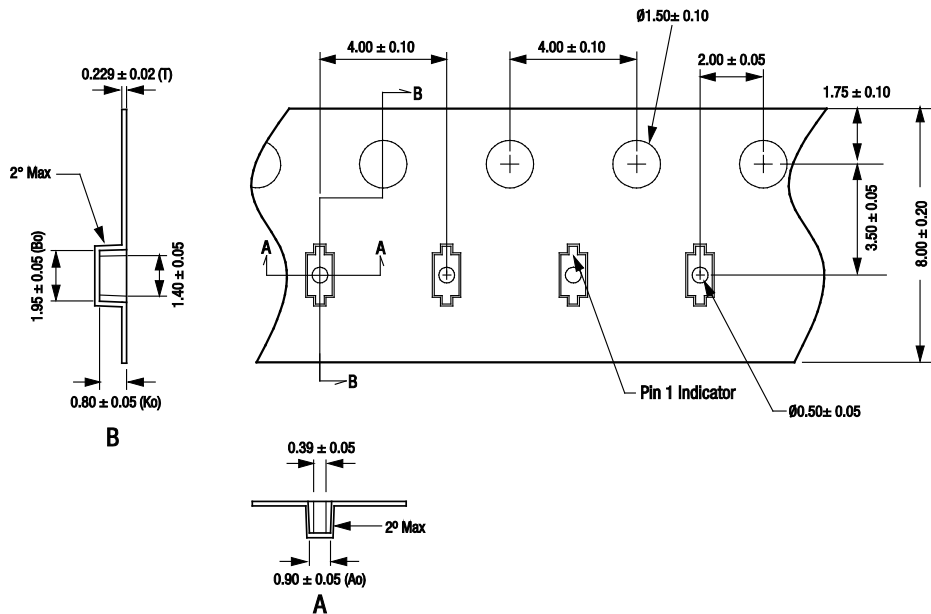 Ø1.50± 0.10
4.00 ± 0.10
4.00 ± 0.10
2.00 ± 0.05
0.229 ± 0.02 (T)
B
1.75 ± 0.10
2° Max
3.50 ± 0.05
8.00 ± 0.20
A
A
1.95 ± 0.05 (Bo)
1.40 ± 0.05
B
Pin 1 Indicator
0.80 ± 0.05 (Ko)
Ø0.50± 0.05
B
0.39 ± 0.05
2º Max
0.90 ± 0.05 (Ao)
A